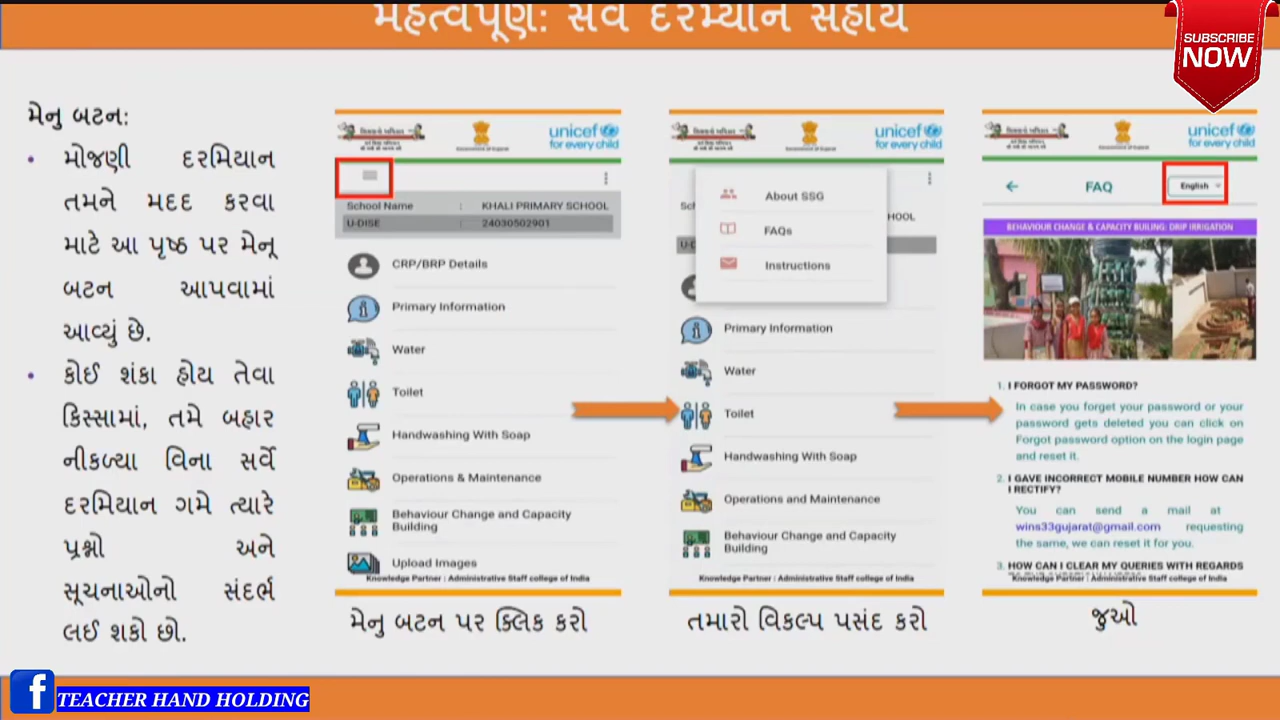 મહત્વપૂર્ણ: સર્વે દરમ્યાન સહાય
SUBSCRIBE
NOW
મેનુ બટન:
• મોજણી દરમિયાન
તમને મદદ કરવા
માટે આ પૃષ્ઠ પર મેનૂ
બટન આપવામાં
આવ્યું છે.
• કોઈ શંકા હોય તેવા
કિસ્સામાં, તમે બહાર
નીકળ્યા વિના સર્વે
દરમિયાન ગમે ત્યારે
પ્રશ્નો અને
સૂચનાઓનો સંદર્ભ
લઈ શકો છો.
unicef
for every child
School Name : KHALI PRIMARY SCHOOL
U-DISE : 24030502901
CRP/BRP Details
Primary Information
Water
Toilet
Handwashing With Soap
Operations & Maintenance
Behaviour Change and Capacity
Building
Upload Images
Knowledge Partner : Administrative Staff college of India
મેનુ બટન પર ક્લિક કરો
unicef
for every child
About SSG
FAQs
Instructions
HOOL
Primary Information
Water
Toilet
Handwashing With Soap
Operations and Maintenance
Behaviour Change and Capacity
Building
Knowledge Partner : Administrative Staff college of India
તમારો વિકલ્પ પસંદ કરો
unicef
for every child
FAQ
English
BEHAVIOUR CHANGE & CAPACITY BUILING: DRIP IRRIGATION
1. I FORGOT MY PASSWORD?
In case you forget your password or your
password gets deleted you can click on
Forgot password option on the login page
and reset it.
2. I GAVE INCORRECT MOBILE NUMBER HOW CAN
I RECTIFY?
You can send a mail at
wins33gujarat@gmail.com requesting
the same, we can reset it for you.
3. HOW CAN I CLEAR MY QUERIES WITH REGARDS
Knowledge Partner : Administrative Staff college of India
જુઓ
f TEACHER HAND HOLDING